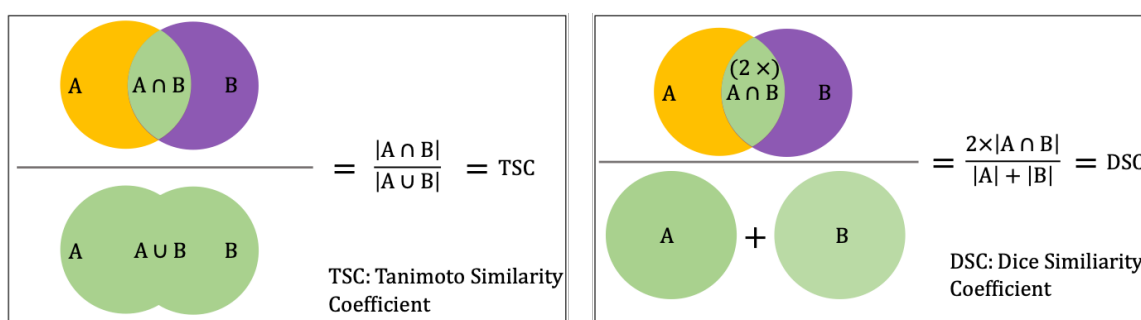 A
A ∩ B
B
|A ∩ B|
|A ∪ B|
= = TSC
A
A ∪ B
B
TSC: Tanimoto Similarity
Coefficient
(2 ×)
A
A ∩ B
B
2×|A ∩ B|
|A| + |B|
= = DSC
A
+
B
DSC: Dice Similiarity
Coefficient